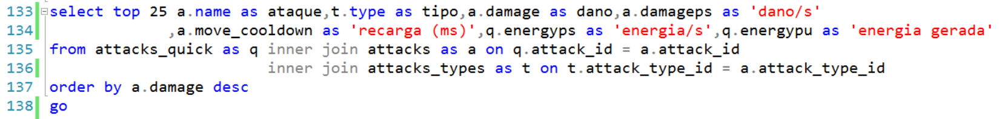 133 select top 25 a.name as ataque,t.type as tipo,a.damage as dano,a.damageps as 'dano/s'
134 ,a.move_cooldown as 'recarga (ms)',q.energyps as 'energia/s',q.energypu as 'energia gerada'
135 from attacks_quick as q inner join attacks as a on q.attack_id = a.attack_id
136 inner join attacks_types as t on t.attack_type_id = a.attack_type_id
137 order by a.damage desc
138 go